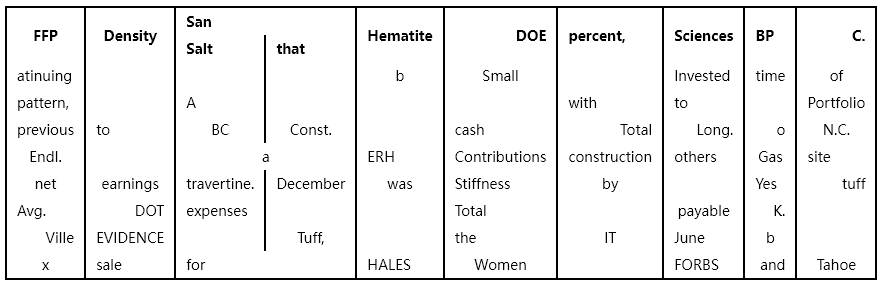 San
FFP Density Salt that Hematite DOE percent, Sciences BP C.
atinuing b Small Invested time of
pattern, A with to Portfolio
previous to BC Const. cash Total Long. o N.C.
Endl. a ERH Contributions construction others Gas site
net earnings travertine. December was Stiffness by Yes tuff
Avg. DOT expenses Total payable K.
Ville EVIDENCE Tuff, the IT June b
x sale for HALES Women FORBS and Tahoe